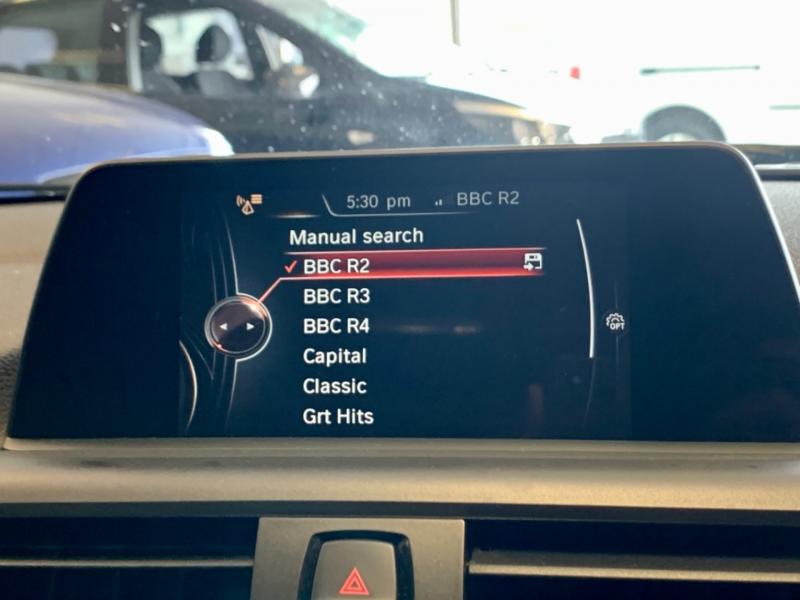 5:30 pm BBC R2
Manual search
BBC R2
BBC R3
BBC R4
OPT
Capital
Classic
Grt Hits